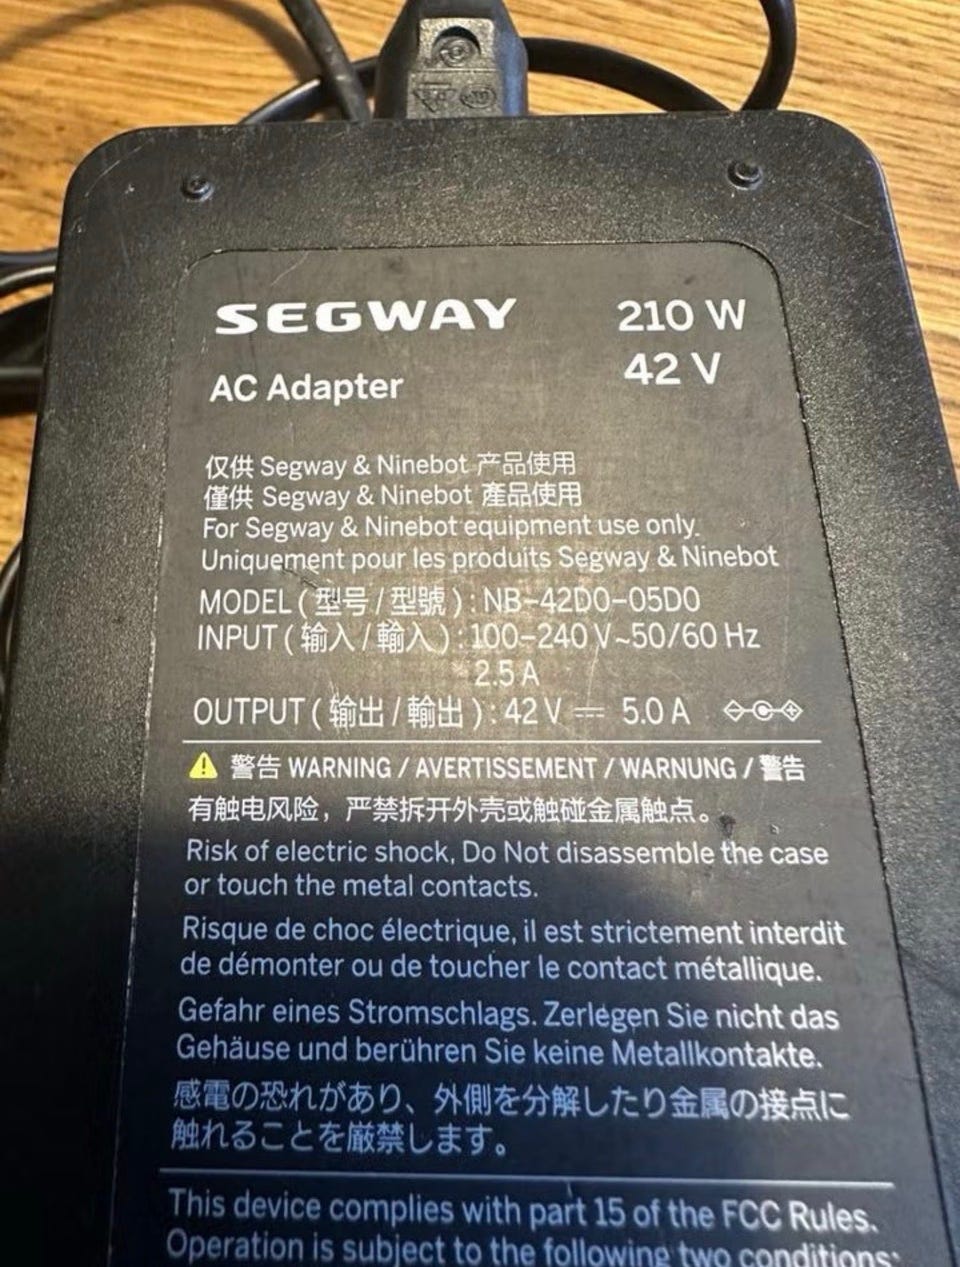 SEGWAY 210 W
42 V
AC Adapter
仅供 Segway & Ninebot 产品使用
僅供 Segway & Ninebot 產品使用
For Segway & Ninebot equipment use only.
Uniquement pour les produits Segway & Ninebot
MODEL (型号/型號): NB-42D0-05D0
INPUT (输入/輸入): 100-240 V~50/60 Hz
2.5 A
OUTPUT (输出/輸出): 42 V ⎓ 5.0 A
警告 WARNING / AVERTISSEMENT / WARNUNG / 警告
有触电风险，严禁拆开外壳或触碰金属触点。
Risk of electric shock, Do Not disassemble the case
or touch the metal contacts.
Risque de choc électrique, il est strictement interdit
de démonter ou de toucher le contact métallique.
Gefahr eines Stromschlags. Zerlegen Sie nicht das
Gehäuse und berühren Sie keine Metallkontakte.
感電の恐れがあり、外側を分解したり金属の接点に
触れることを厳禁します。
This device complies with part 15 of the FCC Rules.
Operation is subject to the following two conditions: